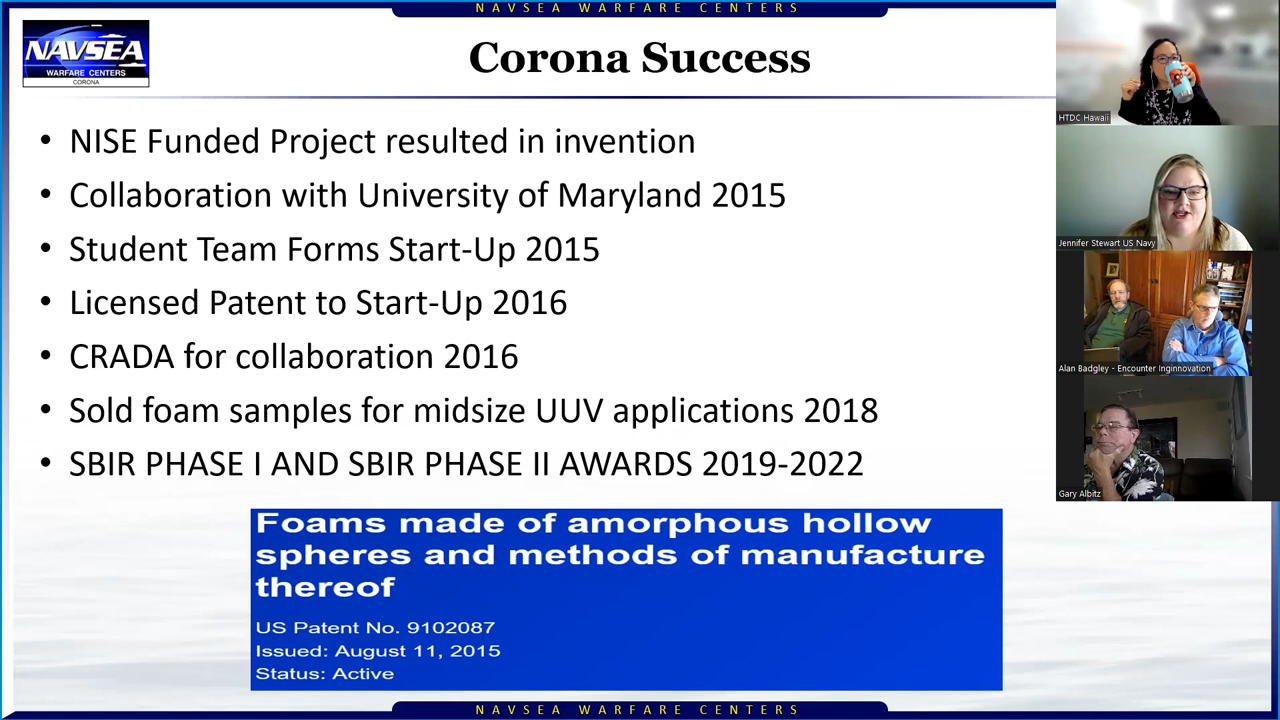 NAVSEA WARFARE CENTERS
NAVSEA
WARFARE CENTERS
CORONA
Corona Success
• NISE Funded Project resulted in invention
• Collaboration with University of Maryland 2015
• Student Team Forms Start-Up 2015
• Licensed Patent to Start-Up 2016
• CRADA for collaboration 2016
• Sold foam samples for midsize UUV applications 2018
• SBIR PHASE I AND SBIR PHASE II AWARDS 2019-2022
Foams made of amorphous hollow
spheres and methods of manufacture
thereof
US Patent No. 9102087
Issued: August 11, 2015
Status: Active
NAVSEA WARFARE CENTERS
HTDC Hawaii
Jennifer Stewart US Navy
Alan Badgley - Encounter Inginnovation
Gary Albitz